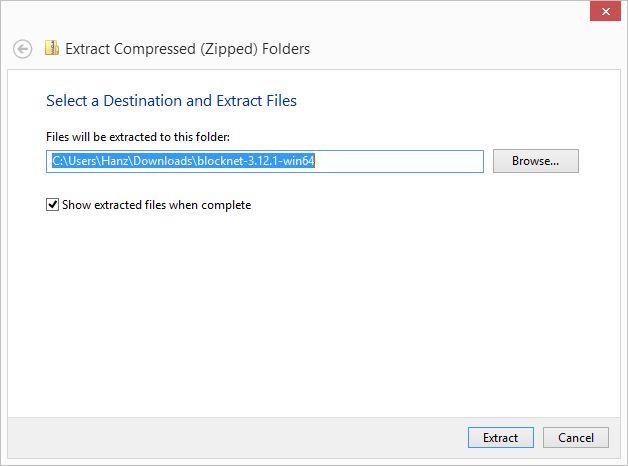 Extract Compressed (Zipped) Folders
Select a Destination and Extract Files
Files will be extracted to this folder:
C:\Users\Hanz\Downloads\blocknet-3.12.1-win64
Browse...
Show extracted files when complete
Extract
Cancel